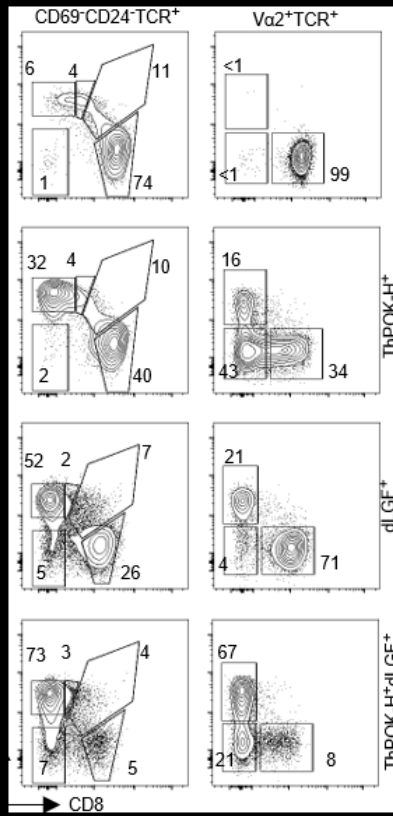 CD69-CD24-TCR+ Vα2+TCR+
6 4 11 <1
1 74 <1 99
32 4 10 16
2 40 43 34
ThPOK-H+
52 2 7 21
5 26 4 71
dLGF+
73 3 4 67
7 5 21 8
ThPOK-H+dLGF+
CD8